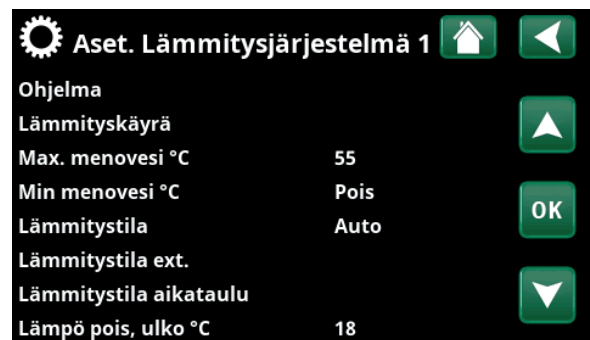 Aset. Lämmitysjärjestelmä 1
Ohjelma
Lämmityskäyrä
Max. menovesi °C 55
Min menovesi °C Pois
Lämmitystila Auto
OK
Lämmitystila ext.
Lämmitystila aikataulu
Lämpö pois, ulko °C 18